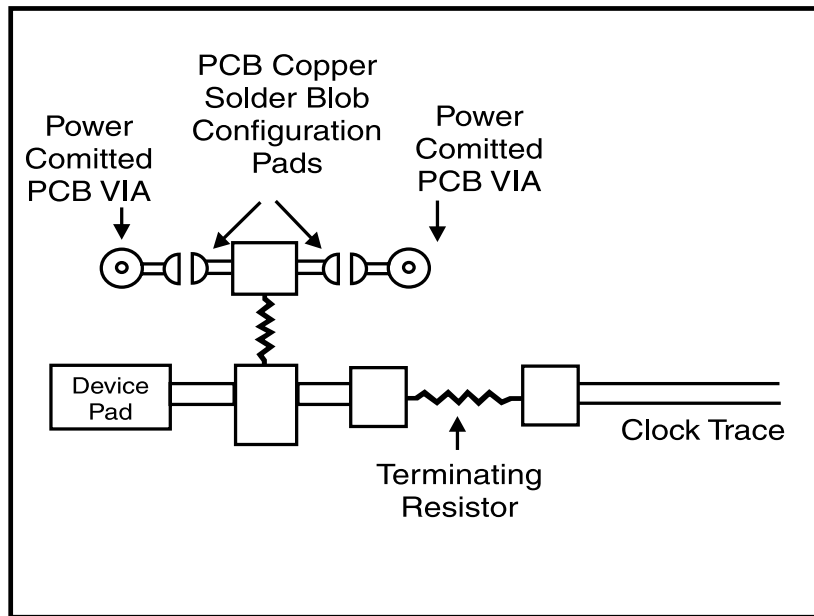 PCB Copper
Solder Blob
Configuration
Pads
Power
Comitted
PCB VIA
Power
Comitted
PCB VIA
Device
Pad
Clock Trace
Terminating
Resistor